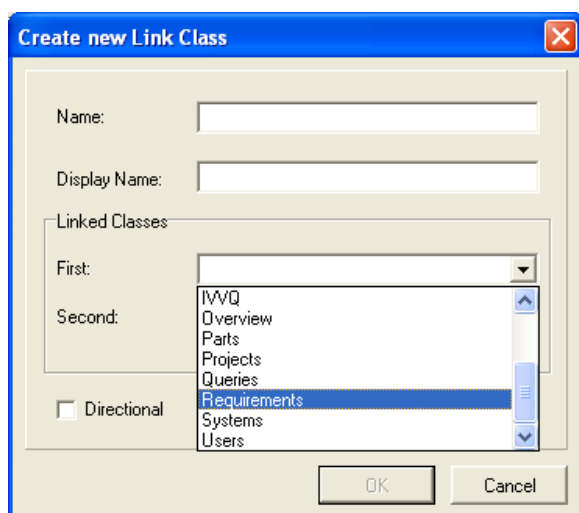 Create new Link Class
Name:
Display Name:
Linked Classes
First:
IVVQ
Overview
Second:
Parts
Projects
Queries
Requirements
Directional
Systems
Users
OK
Cancel